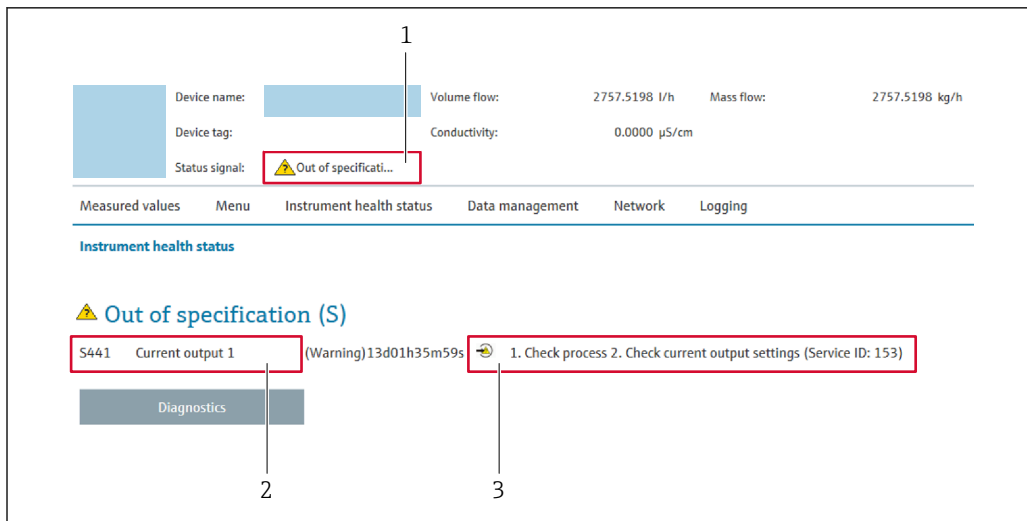 1
Device name: Volume flow: 2757.5198 l/h Mass flow: 2757.5198 kg/h
Device tag: Conductivity: 0.0000 µS/cm
Status signal: Out of specificati...
Measured values Menu Instrument health status Data management Network Logging
Instrument health status
Out of specification (S)
S441 Current output 1 (Warning)13d01h35m59s 1. Check process 2. Check current output settings (Service ID: 153)
Diagnostics
2 3